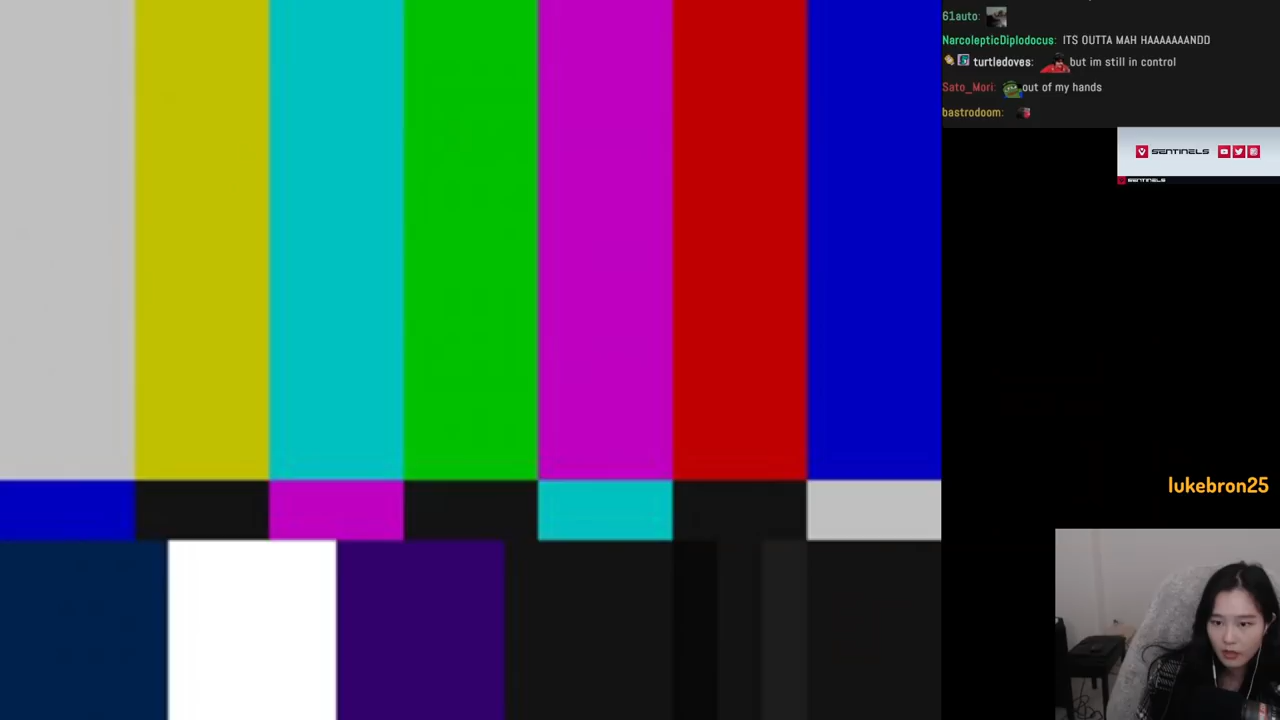 61auto:
NarcolepticDiplodocus: ITS OUTTA MAH HAAAAAAANDD
turtledoves: but im still in control
Sato_Mori: out of my hands
bastrodoom:
SENTINELS
SENTINELS
lukebron25